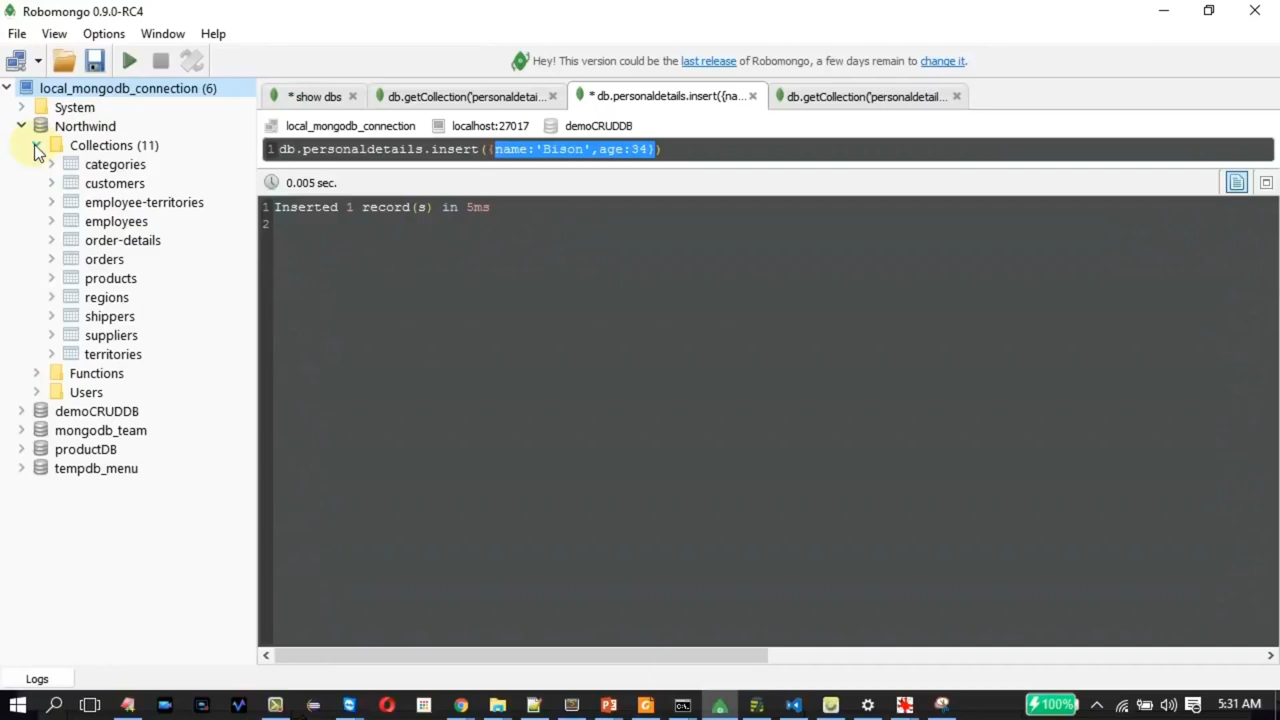 Robomongo 0.9.0-RC4
File View Options Window Help
Hey! This version could be the last release of Robomongo, a few days remain to change it.
local_mongodb_connection (6)
System
Northwind
Collections (11)
categories
customers
employee-territories
employees
order-details
orders
products
regions
shippers
suppliers
territories
Functions
Users
demoCRUDDB
mongodb_team
productDB
tempdb_menu
* show dbs
db.getCollection('personaldetai...
* db.personaldetails.insert({na...
db.getCollection('personaldetail...
local_mongodb_connection localhost:27017 demoCRUDDB
1 db.personaldetails.insert({name:'Bison',age:34})
0.005 sec.
1 Inserted 1 record(s) in 5ms
2
Logs
100%
5:31 AM